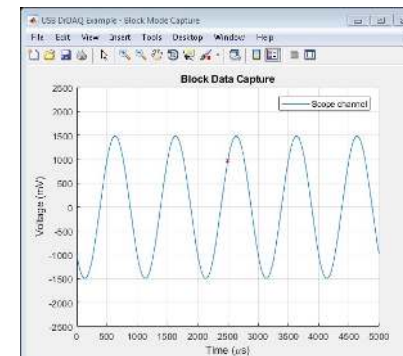 USB DrDAQ Example - Block Mode Capture
File Edit View Insert Tools Desktop Window Help
Block Data Capture
2500
2000
1500
1000
500
0
-500
-1000
-1500
-2000
-2500
Voltage (mV)
Scope channel
0 500 1000 1500 2000 2500 3000 3500 4000 4500 5000
Time (μs)